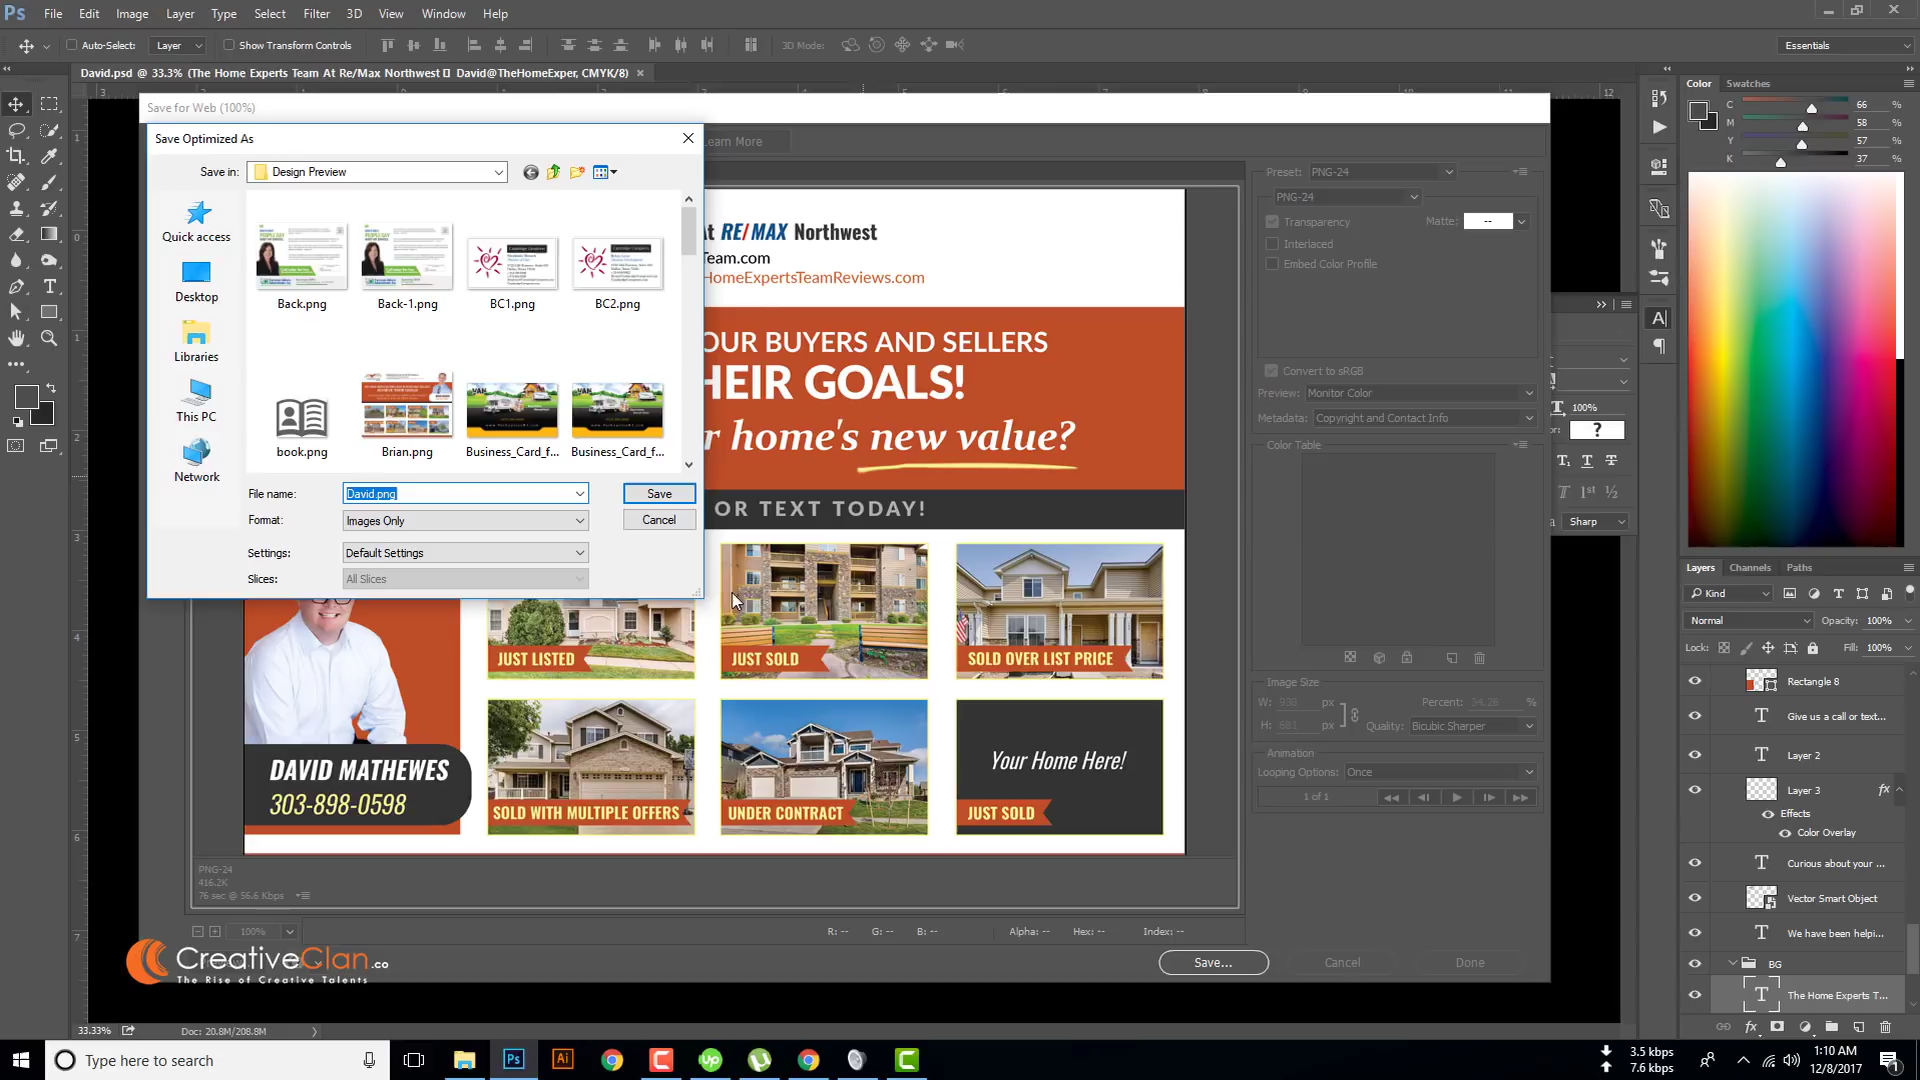 Ps File Edit Image Layer Type Select Filter 3D View Window Help
Auto-Select: Layer Show Transform Controls 3D Mode: Essentials
David.psd @ 33.3% (The Home Experts Team At Re/Max Northwest David@TheHomeExper, CMYK/8) ×
Save for Web (100%)
Save Optimized As
Learn More
Save in: Design Preview
Quick access
Desktop
Libraries
This PC
Network
Back.png Back-1.png BC1.png BC2.png
book.png Brian.png Business_Card_f... Business_Card_f...
File name: David.png Save
Format: Images Only Cancel
Settings: Default Settings
Slices: All Slices
At RE/MAX Northwest
Team.com
HomeExpertsTeamReviews.com
OUR BUYERS AND SELLERS
HEIR GOALS!
r home's new value?
OR TEXT TODAY!
JUST LISTED
JUST SOLD
SOLD OVER LIST PRICE
DAVID MATHEWES
303-898-0598
SOLD WITH MULTIPLE OFFERS
UNDER CONTRACT
Your Home Here!
JUST SOLD
PNG-24
416.2K
76 sec @ 56.6 Kbps
100% R: -- G: -- B: -- Alpha: -- Hex: -- Index: --
Save... Cancel Done
Preset: PNG-24
PNG-24
Transparency Matte: --
Interlaced
Embed Color Profile
Convert to sRGB
Preview: Monitor Color
Metadata: Copyright and Contact Info
Color Table
Image Size
W: 930 px Percent: 34.26 %
H: 681 px Quality: Bicubic Sharper
Animation
Looping Options: Once
1 of 1
100%
?
1st ½
Sharp
Color Swatches
C 66 %
M 58 %
Y 57 %
K 37 %
Layers Channels Paths
Kind
Normal Opacity: 100%
Lock: Fill: 100%
Rectangle 8
Give us a call or text...
Layer 2
Layer 3 fx
Effects
Color Overlay
Curious about your ...
Vector Smart Object
We have been helpi...
BG
The Home Experts T...
CreativeClan.co
The Rise of Creative Talents
33.33% Doc: 20.8M/208.8M
Type here to search
3.5 kbps
7.6 kbps
1:10 AM
12/8/2017